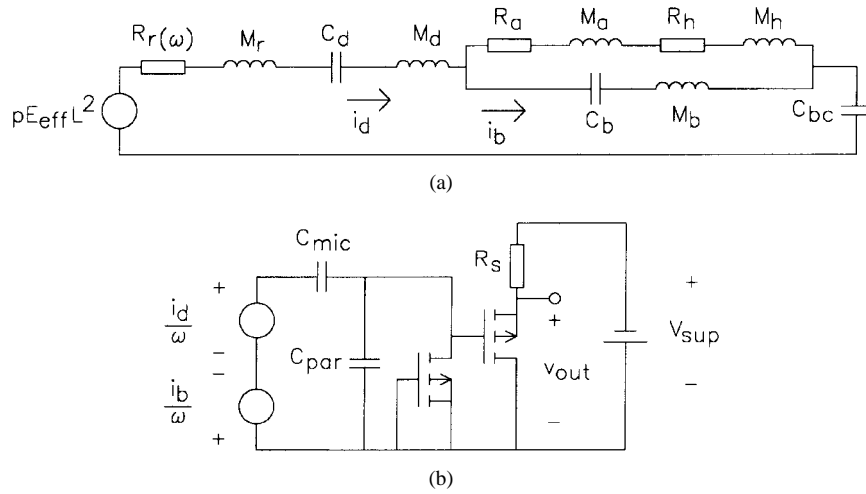 R_r(ω) M_r C_d M_d R_a M_a R_h M_h
pE_eff L² i_d i_b C_b M_b C_bc
(a)
C_mic R_s
+ i_d/ω − C_par + v_out − + V_sup −
− i_b/ω +
(b)